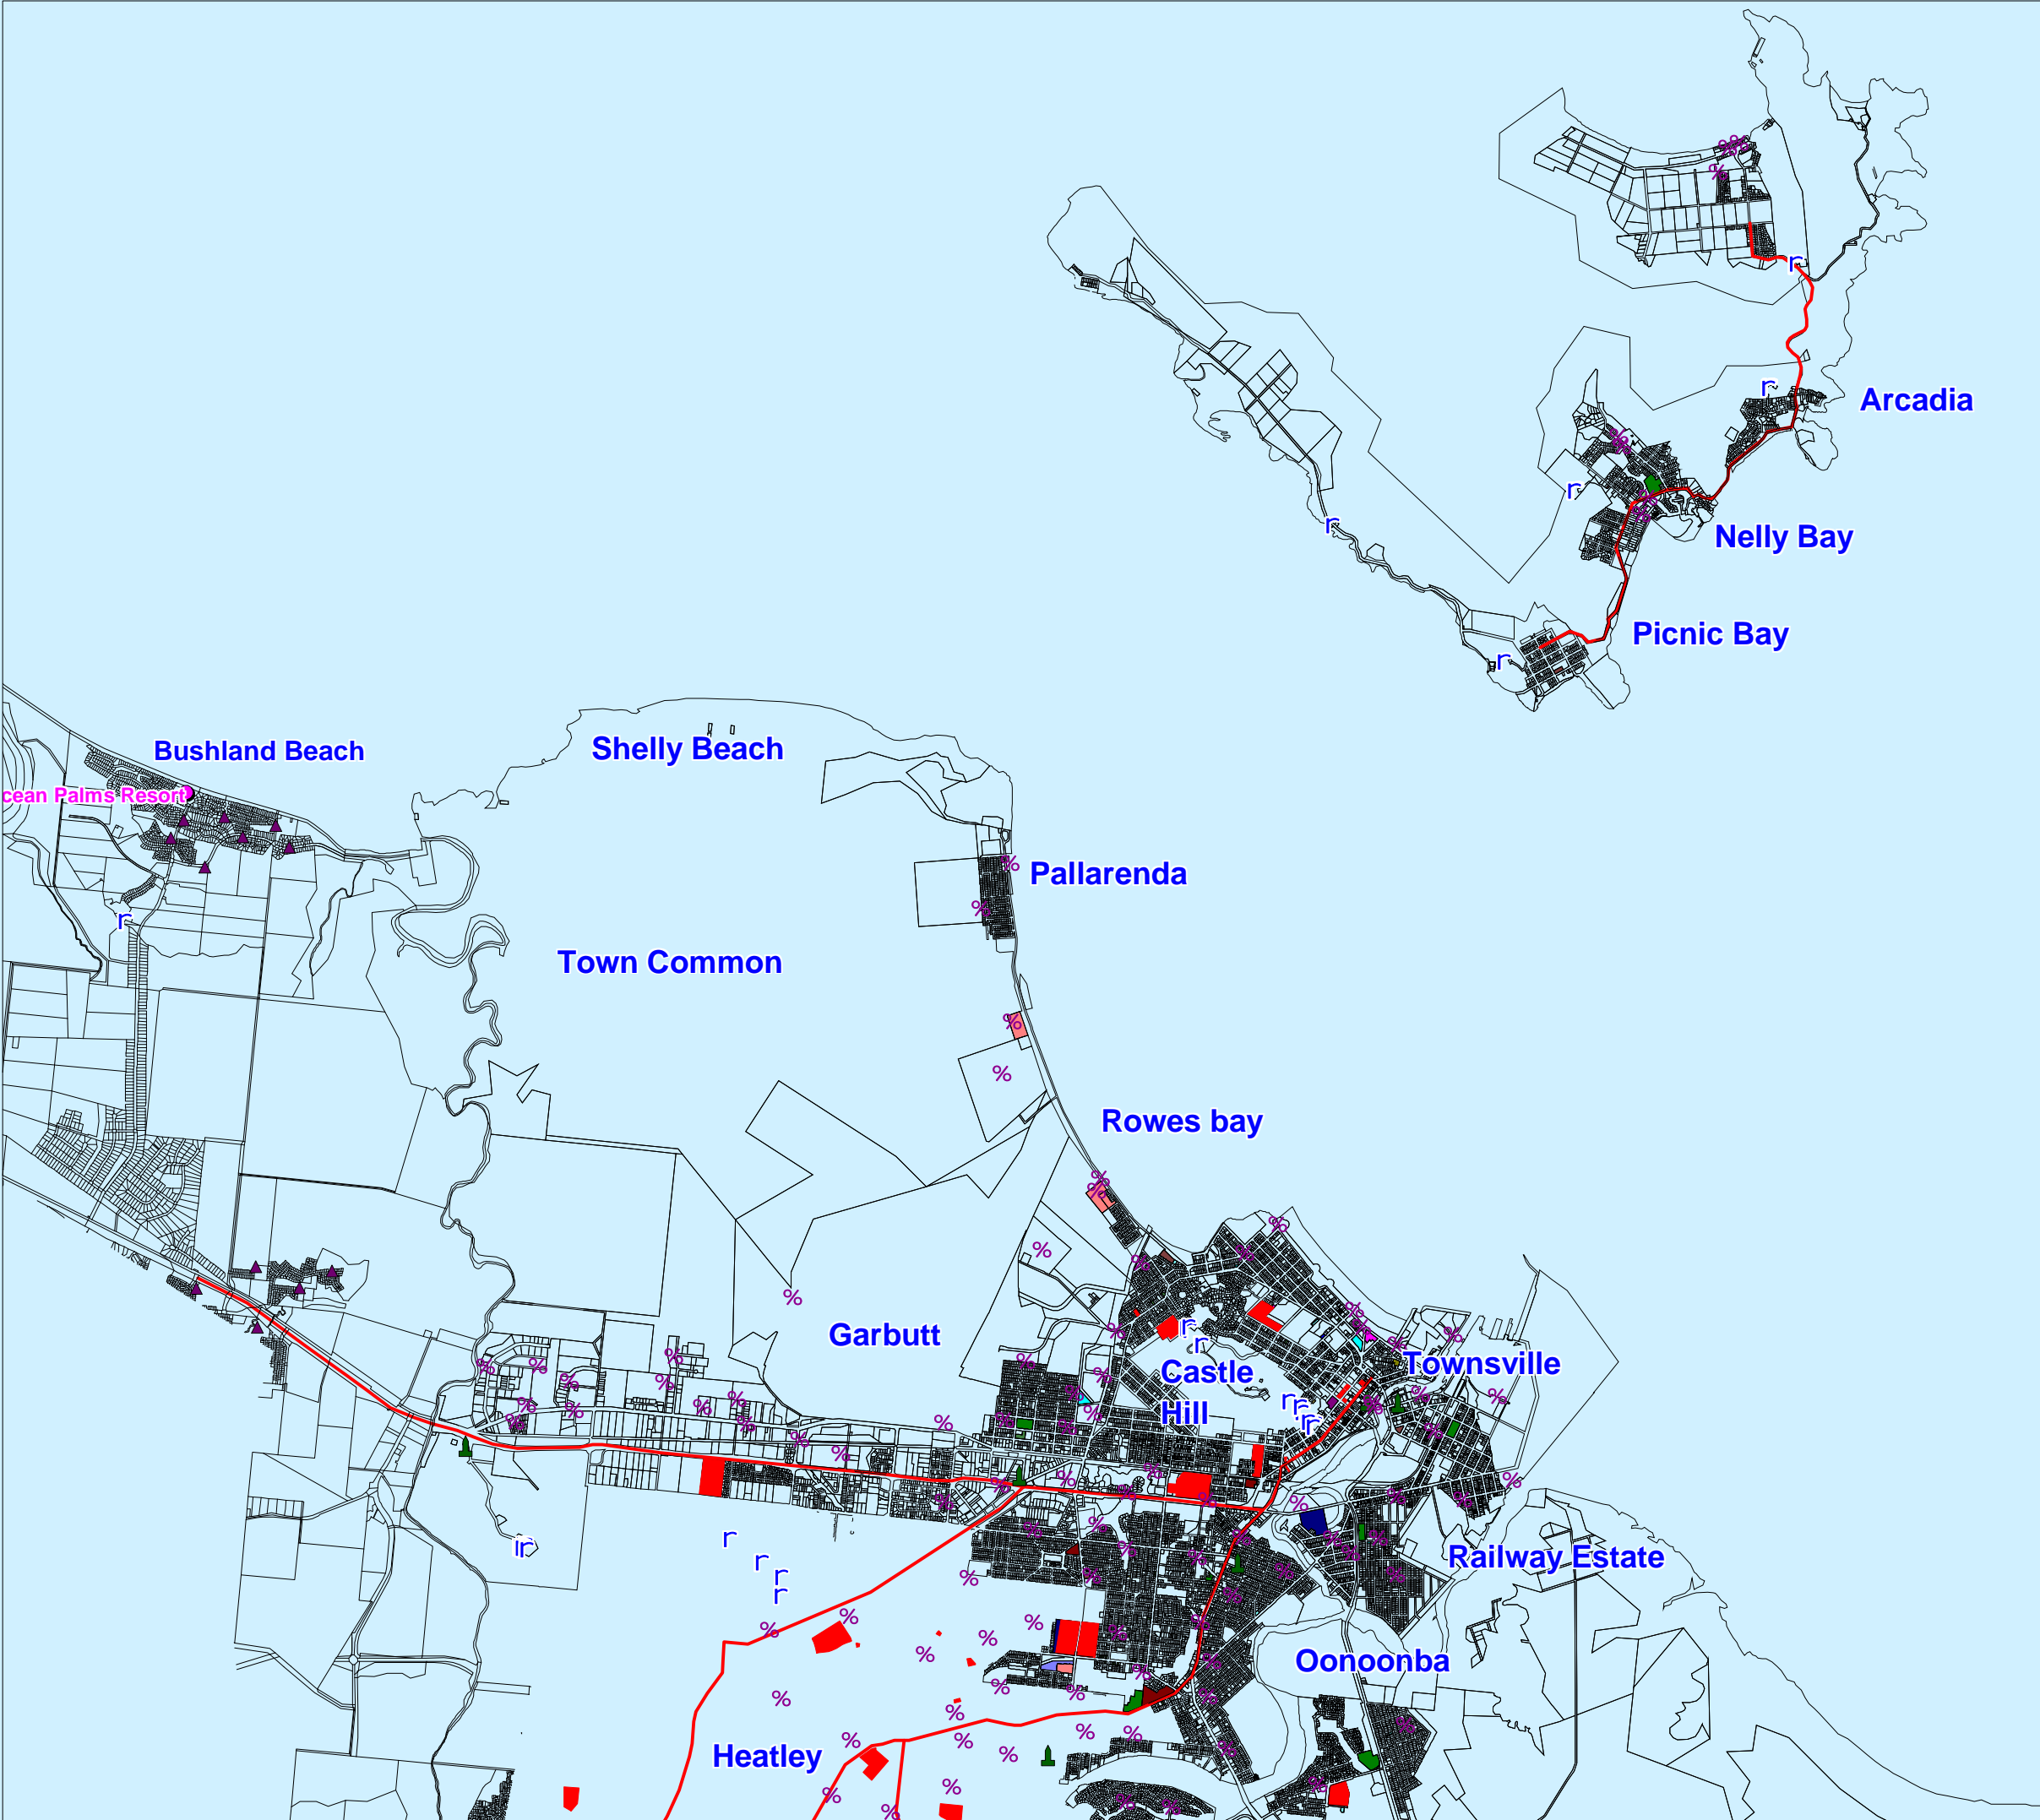 Arcadia
Nelly Bay
Picnic Bay
Bushland Beach
Shelly Beach
cean Palms Resort
Pallarenda
Town Common
Rowes bay
Garbutt
Castle
Hill
Townsville
Railway Estate
Oonoonba
Heatley